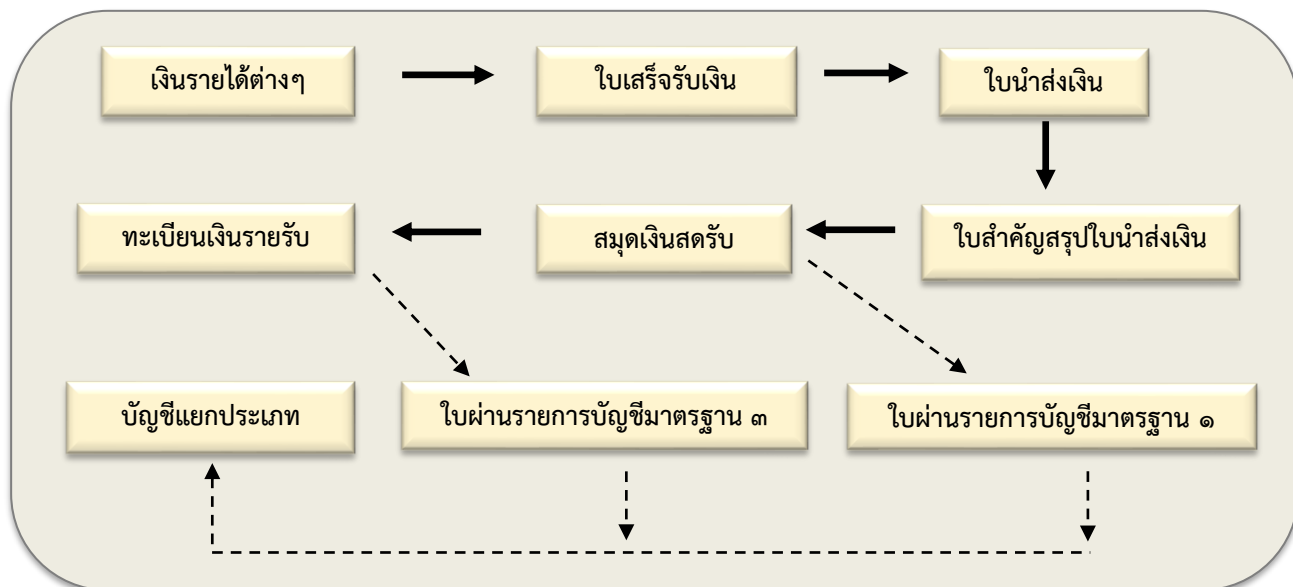 เงินรายได้ต่างๆ
ใบเสร็จรับเงิน
ใบนำส่งเงิน
ทะเบียนเงินรายรับ
สมุดเงินสดรับ
ใบสำคัญสรุปใบนำส่งเงิน
บัญชีแยกประเภท
ใบผ่านรายการบัญชีมาตรฐาน ๓
ใบผ่านรายการบัญชีมาตรฐาน ๑